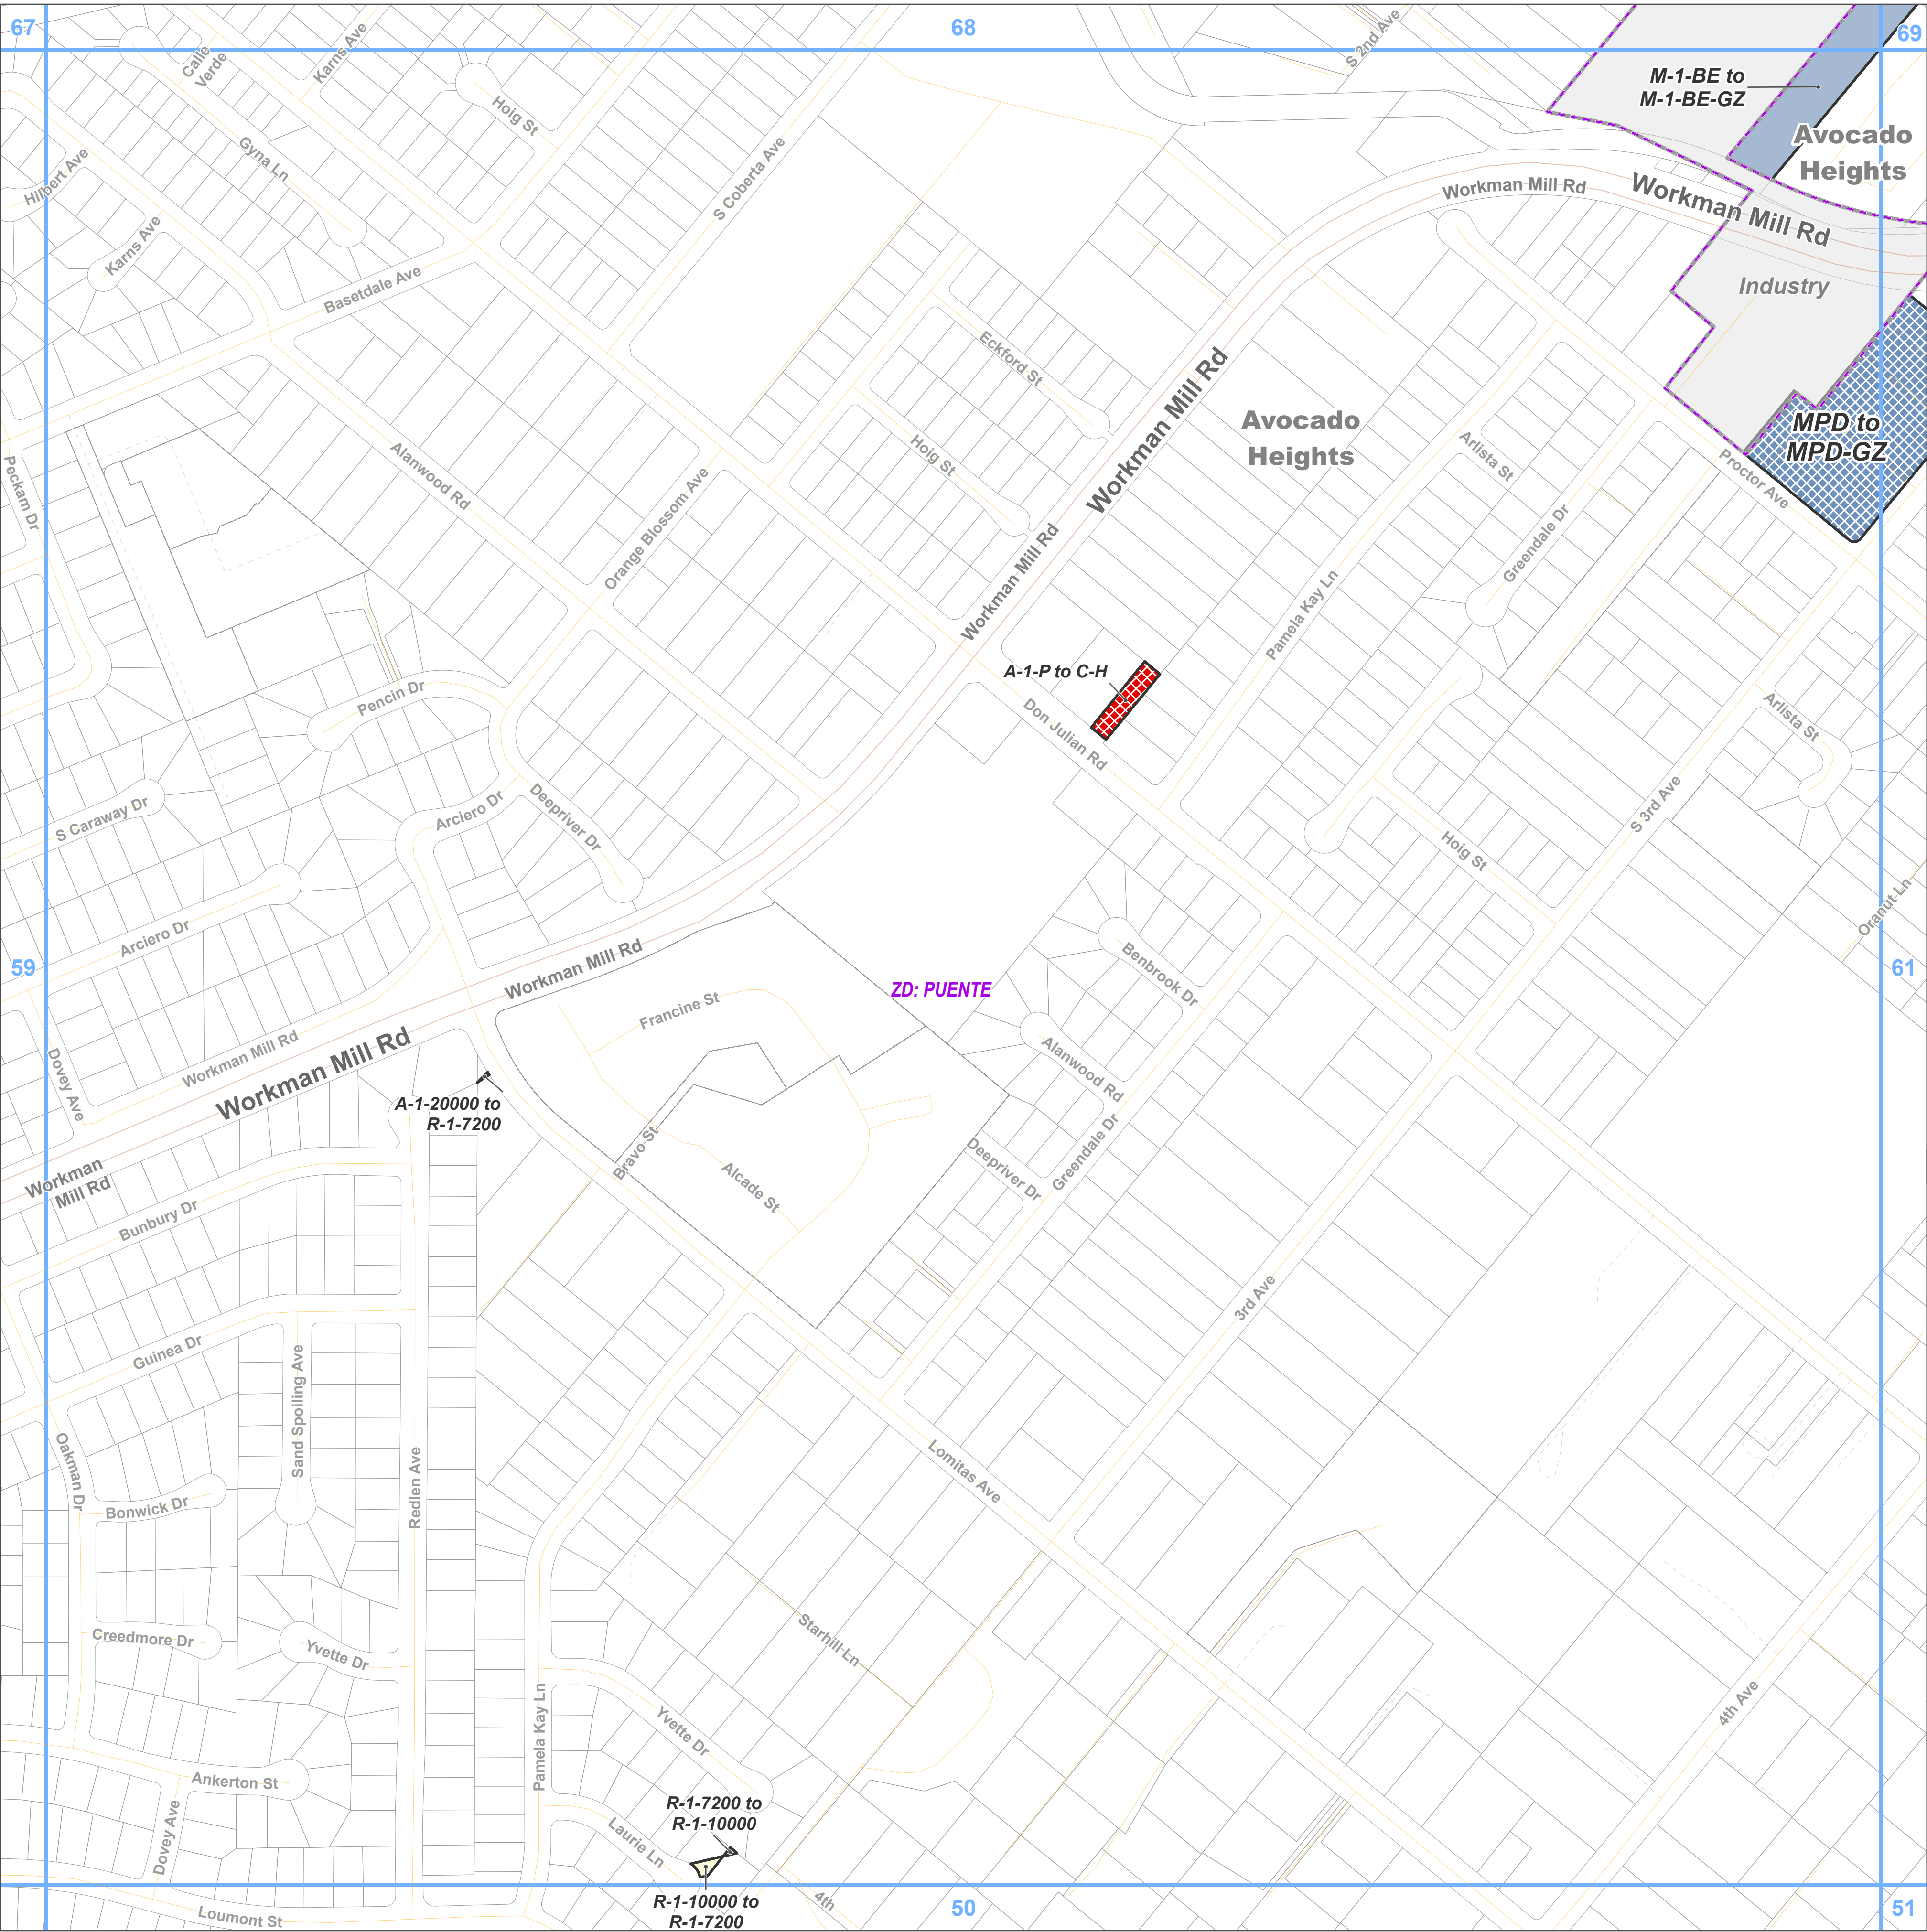 67
68
69
Calle
Verde
Karns Ave
S 2nd Ave
M-1-BE to
M-1-BE-GZ
Hoig St
Avocado
Heights
Gyna Ln
Hilbert Ave
S Coberta Ave
Workman Mill Rd
Workman Mill Rd
Karns Ave
Basetdale Ave
Industry
Eckford St
Workman Mill Rd
Avocado
Heights
MPD to
MPD-GZ
Alanwood Rd
Hoig St
Arlista St
Proctor Ave
Peckam Dr
Orange Blossom Ave
Greendale Dr
Workman Mill Rd
Pamela Kay Ln
A-1-P to C-H
Pencin Dr
Don Julian Rd
Arlista St
S Caraway Dr
Arciero Dr
Deepriver Dr
S 3rd Ave
Hoig St
Oranut Ln
Arciero Dr
59
Workman Mill Rd
Benbrook Dr
61
ZD: PUENTE
Francine St
Workman Mill Rd
Workman Mill Rd
Dovey Ave
Alanwood Rd
A-1-20000 to
R-1-7200
Bravo St
Greendale Dr
Deepriver Dr
Alcade St
Workman
Mill Rd
Bunbury Dr
3rd Ave
Guinea Dr
Sand Spoiling Ave
Oakman Dr
Redlen Ave
Lomitas Ave
Bonwick Dr
Creedmore Dr
Yvette Dr
Starhill Ln
Pamela Kay Ln
Yvette Dr
4th Ave
Ankerton St
Dovey Ave
R-1-7200 to
R-1-10000
Laurie Ln
R-1-10000 to
R-1-7200
4th
50
51
Loumont St